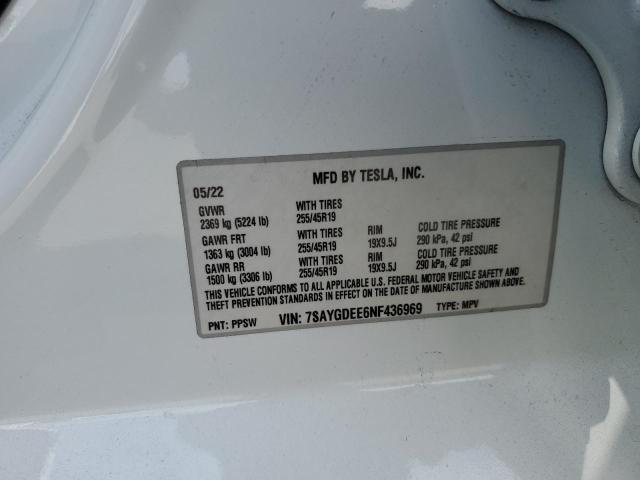 MFD BY TESLA, INC.
05/22
GVWR WITH TIRES
2369 kg (5224 lb) 255/45R19
GAWR FRT WITH TIRES RIM COLD TIRE PRESSURE
1363 kg (3004 lb) 255/45R19 19X9.5J 290 kPa, 42 psi
GAWR RR WITH TIRES RIM COLD TIRE PRESSURE
1500 kg (3306 lb) 255/45R19 19X9.5J 290 kPa, 42 psi
THIS VEHICLE CONFORMS TO ALL APPLICABLE U.S. FEDERAL MOTOR VEHICLE SAFETY AND
THEFT PREVENTION STANDARDS IN EFFECT ON THE DATE OF MANUFACTURE SHOWN ABOVE.
PNT: PPSW VIN: 7SAYGDEE6NF436969 TYPE: MPV